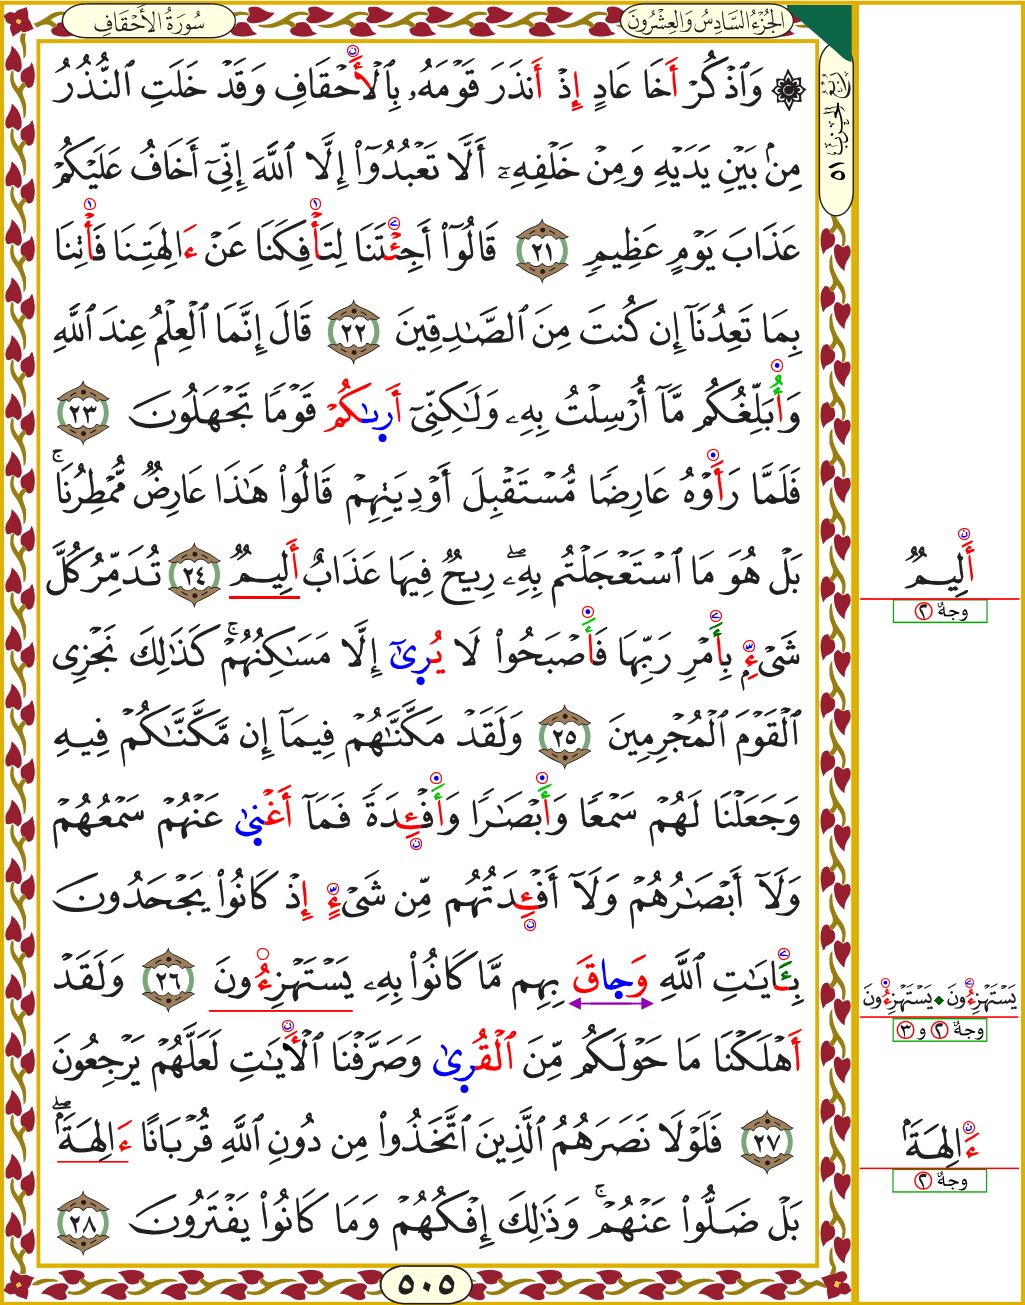 سُورَةُ الأَحْقَافِ
الجُزْءُ السَّادِسُ وَالعِشْرُونَ
الحِزْب ٥١
۞ وَٱذْكُرْ أَخَا عَادٍ إِذْ أَنذَرَ قَوْمَهُۥ بِٱلْأَحْقَافِ وَقَدْ خَلَتِ ٱلنُّذُرُ
مِنۢ بَيْنِ يَدَيْهِ وَمِنْ خَلْفِهِۦٓ أَلَّا تَعْبُدُوٓا۟ إِلَّا ٱللَّهَ إِنِّىٓ أَخَافُ عَلَيْكُمْ
عَذَابَ يَوْمٍ عَظِيمٍ ٢١ قَالُوٓا۟ أَجِئْتَنَا لِتَأْفِكَنَا عَنْ ءَالِهَتِنَا فَأْتِنَا
بِمَا تَعِدُنَآ إِن كُنتَ مِنَ ٱلصَّـٰدِقِينَ ٢٢ قَالَ إِنَّمَا ٱلْعِلْمُ عِندَ ٱللَّهِ
وَأُبَلِّغُكُم مَّآ أُرْسِلْتُ بِهِۦ وَلَـٰكِنِّىٓ أَرِىٰكُمْ قَوْمًا تَجْهَلُونَ ٢٣
فَلَمَّا رَأَوْهُ عَارِضًا مُّسْتَقْبِلَ أَوْدِيَتِهِمْ قَالُوا۟ هَـٰذَا عَارِضٌ مُّمْطِرُنَا ۚ
بَلْ هُوَ مَا ٱسْتَعْجَلْتُم بِهِۦ ۖ رِيحٌ فِيهَا عَذَابٌ أَلِيمٌ ٢٤ تُدَمِّرُ كُلَّ
شَىْءٍۭ بِأَمْرِ رَبِّهَا فَأَصْبَحُوا۟ لَا يُرِىٰٓ إِلَّا مَسَـٰكِنُهُمْ ۚ كَذَٰلِكَ نَجْزِى
ٱلْقَوْمَ ٱلْمُجْرِمِينَ ٢٥ وَلَقَدْ مَكَّنَّـٰهُمْ فِيمَآ إِن مَّكَّنَّـٰكُمْ فِيهِ
وَجَعَلْنَا لَهُمْ سَمْعًا وَأَبْصَـٰرًا وَأَفْـِٔدَةً فَمَآ أَغْنِىٰ عَنْهُمْ سَمْعُهُمْ
وَلَآ أَبْصَـٰرُهُمْ وَلَآ أَفْـِٔدَتُهُم مِّن شَىْءٍ إِذْ كَانُوا۟ يَجْحَدُونَ
بِـَٔايَـٰتِ ٱللَّهِ وَحِاقَ بِهِم مَّا كَانُوا۟ بِهِۦ يَسْتَهْزِءُونَ ٢٦ وَلَقَدْ
أَهْلَكْنَا مَا حَوْلَكُم مِّنَ ٱلْقُرِىٰ وَصَرَّفْنَا ٱلْـَٔايَـٰتِ لَعَلَّهُمْ يَرْجِعُونَ
٢٧ فَلَوْلَا نَصَرَهُمُ ٱلَّذِينَ ٱتَّخَذُوا۟ مِن دُونِ ٱللَّهِ قُرْبَانًا ءَالِهَةًۢ ۖ
بَلْ ضَلُّوا۟ عَنْهُمْ ۚ وَذَٰلِكَ إِفْكُهُمْ وَمَا كَانُوا۟ يَفْتَرُونَ ٢٨
أَلِيمٌ
وجهٌ ٢
يَسْتَهْزِءُونَ ◆ يَسْتَهْزِءُونَ
وجهٌ ٢ و ٣
ءَالِهَةًۢ
وجهٌ ٢
٥٠٥